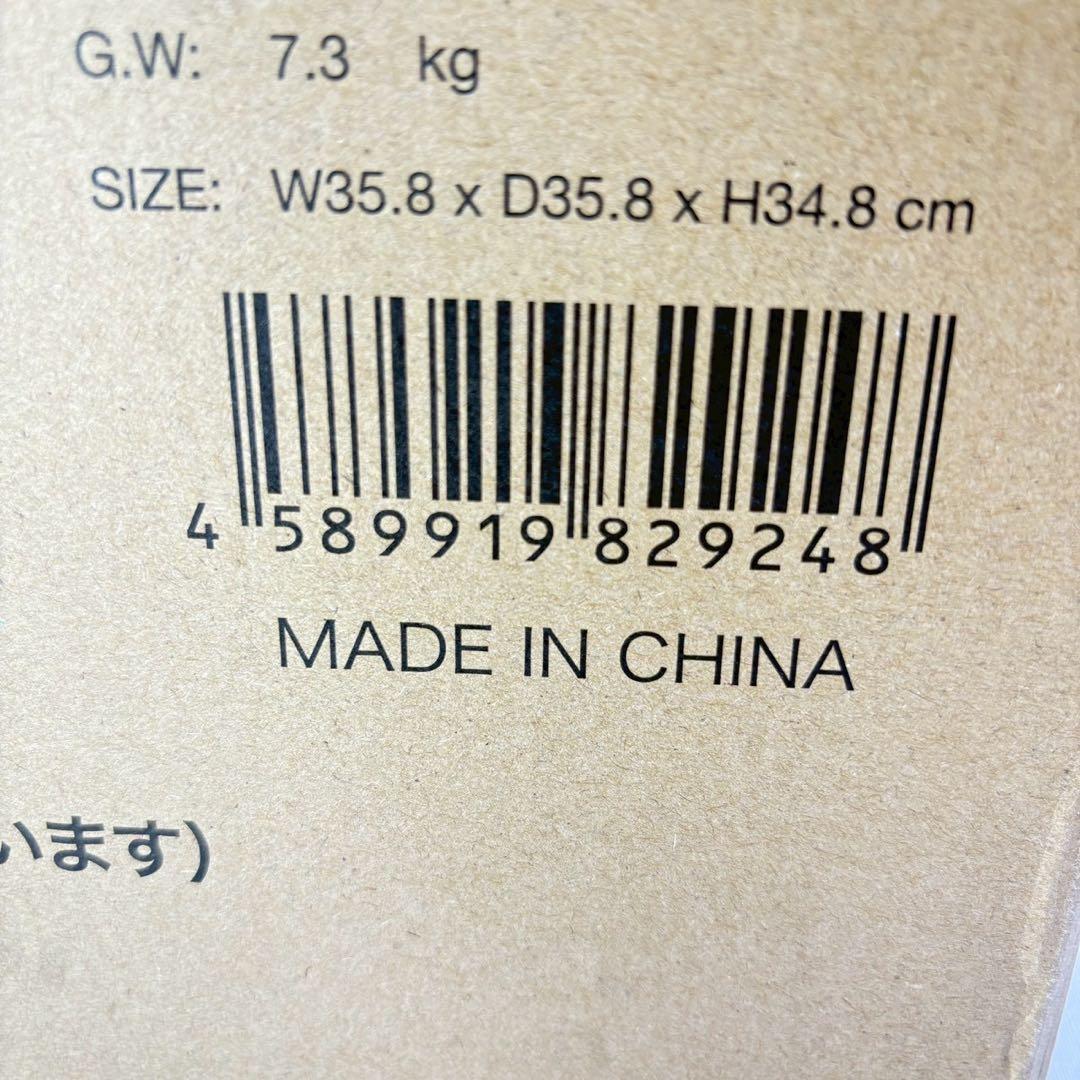 G.W: 7.3 kg
SIZE: W35.8 x D35.8 x H34.8 cm
4 589919 829248
MADE IN CHINA
います)